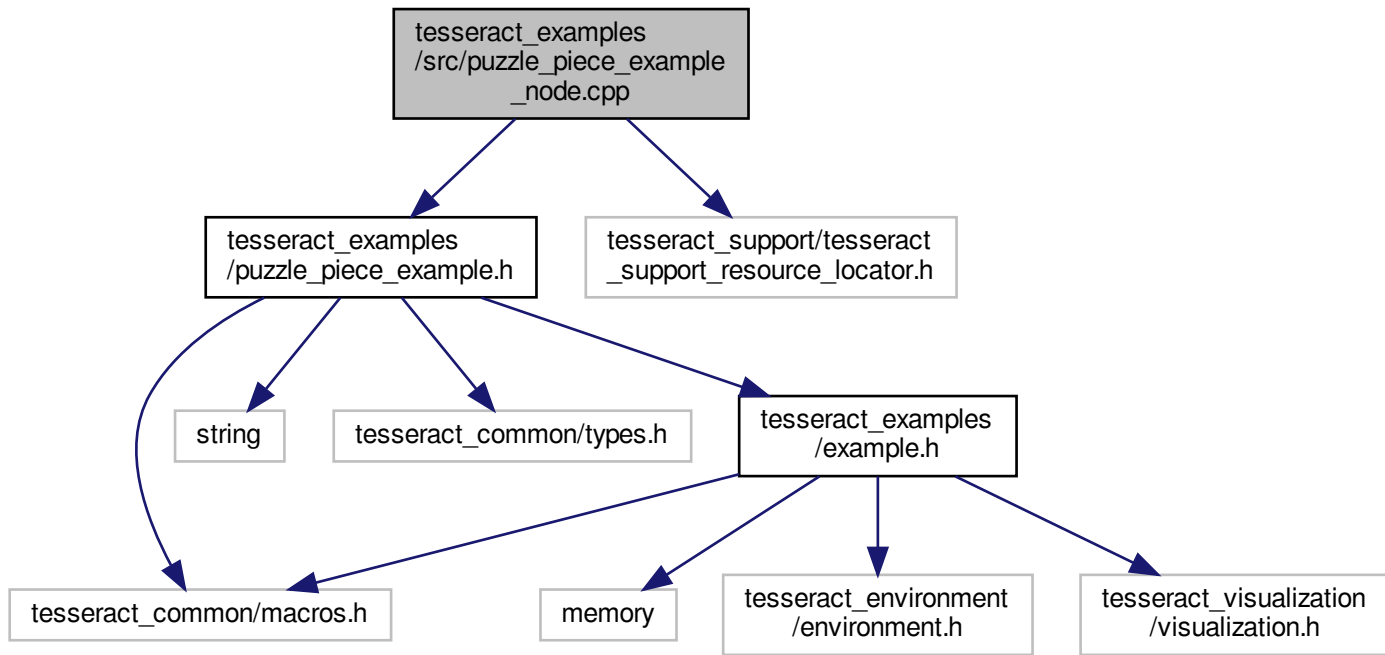 tesseract_examples
/src/puzzle_piece_example
_node.cpp
tesseract_examples
/puzzle_piece_example.h
tesseract_support/tesseract
_support_resource_locator.h
string
tesseract_common/types.h
tesseract_examples
/example.h
tesseract_common/macros.h
memory
tesseract_environment
/environment.h
tesseract_visualization
/visualization.h